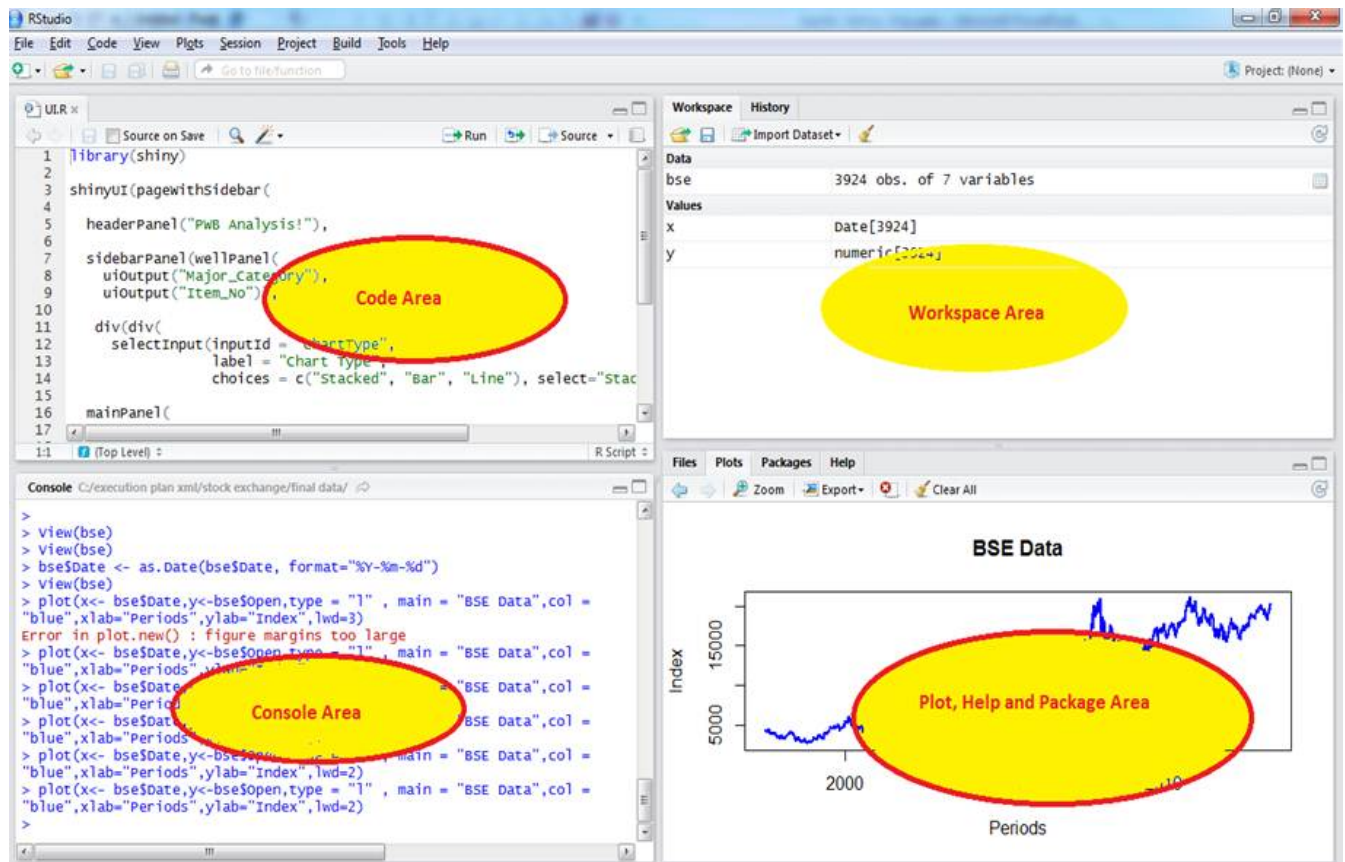 RStudio
File Edit Code View Plots Session Project Build Tools Help
Go to file/function
Project: (None)
UI.R
Source on Save
Run
Source
1 library(shiny)
2
3 shinyUI(pageWithSidebar(
4
5 headerPanel("PWB Analysis!"),
6
7 sidebarPanel(wellPanel(
8 uiOutput("Major_Category"),
9 uiOutput("Item_No")),
10
11 div(div(
12 selectInput(inputId = "ChartType",
13 label = "Chart Type",
14 choices = c("Stacked", "Bar", "Line"), select="Stac
15
16 mainPanel(
17
Code Area
1:1 (Top Level) R Script
Console C:/execution plan xml/stock exchange/final data/
>
> View(bse)
> View(bse)
> bse$Date <- as.Date(bse$Date, format="%Y-%m-%d")
> View(bse)
> plot(x<- bse$Date,y<-bse$Open,type = "l" , main = "BSE Data",col =
"blue",xlab="Periods",ylab="Index",lwd=3)
Error in plot.new() : figure margins too large
> plot(x<- bse$Date,y<-bse$Open,type = "l" , main = "BSE Data",col =
"blue",xlab="Periods"
> plot(x<- bse$Date, = "BSE Data",col =
"blue",xlab="Period
> plot(x<- bse$Dat "BSE Data",col =
"blue",xlab="Periods
> plot(x<- bse$Date,y<-bse$Open main = "BSE Data",col =
"blue",xlab="Periods",ylab="Index",lwd=2)
> plot(x<- bse$Date,y<-bse$Open,type = "l" , main = "BSE Data",col =
"blue",xlab="Periods",ylab="Index",lwd=2)
>
Console Area
Workspace History
Import Dataset
Data
bse 3924 obs. of 7 variables
Values
x Date[3924]
y numeric[3924]
Workspace Area
Files Plots Packages Help
Zoom Export Clear All
BSE Data
Index
15000
5000
2000
Periods
Plot, Help and Package Area